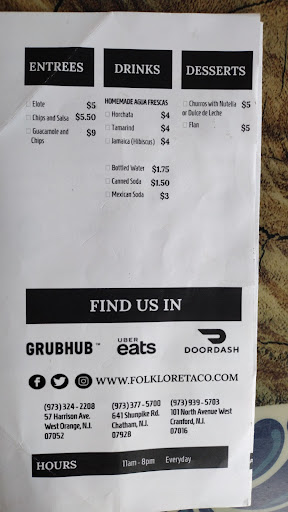 ENTREES
Elote $5
Chips and Salsa $5.50
Guacamole and $9
Chips
DRINKS
HOMEMADE AGUA FRESCAS
Horchata $4
Tamarind $4
Jamaica (Hibiscus) $4
Bottled Water $1.75
Canned Soda $1.50
Mexican Soda $3
DESSERTS
Churros with Nutella $5
or Dulce de Leche
Flan $5
FIND US IN
GRUBHUB™
UBER
eats
DOORDASH
WWW.FOLKLORETACO.COM
(973) 324 - 2208
57 Harrison Ave.
West Orange, N.J.
07052
(973) 377 - 5700
641 Shunpike Rd.
Chatham, N.J.
07928
(973) 939 - 5703
101 North Avenue West
Cranford, N.J.
07016
HOURS 11am - 8pm Everyday